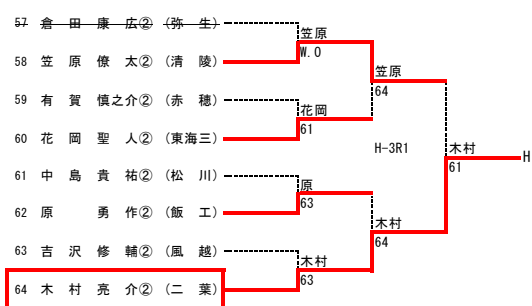 57 倉田 康広② (弥生)
笠原
W.O
58 笠原 僚太② (清陵)
笠原
64
59 有賀 慎之介② (赤穂)
花岡
61
60 花岡 聖人② (東海三)
H-3R1
木村
61
H
61 中島 貴祐② (松川)
原
63
62 原 勇作② (飯工)
木村
64
63 吉沢 修輔② (風越)
木村
63
64 木村 亮介② (二葉)